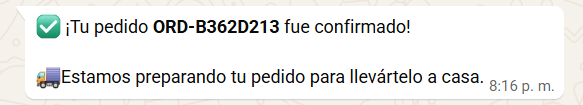 ✅ ¡Tu pedido ORD-B362D213 fue confirmado!
🚚Estamos preparando tu pedido para llevártelo a casa.
8:16 p. m.